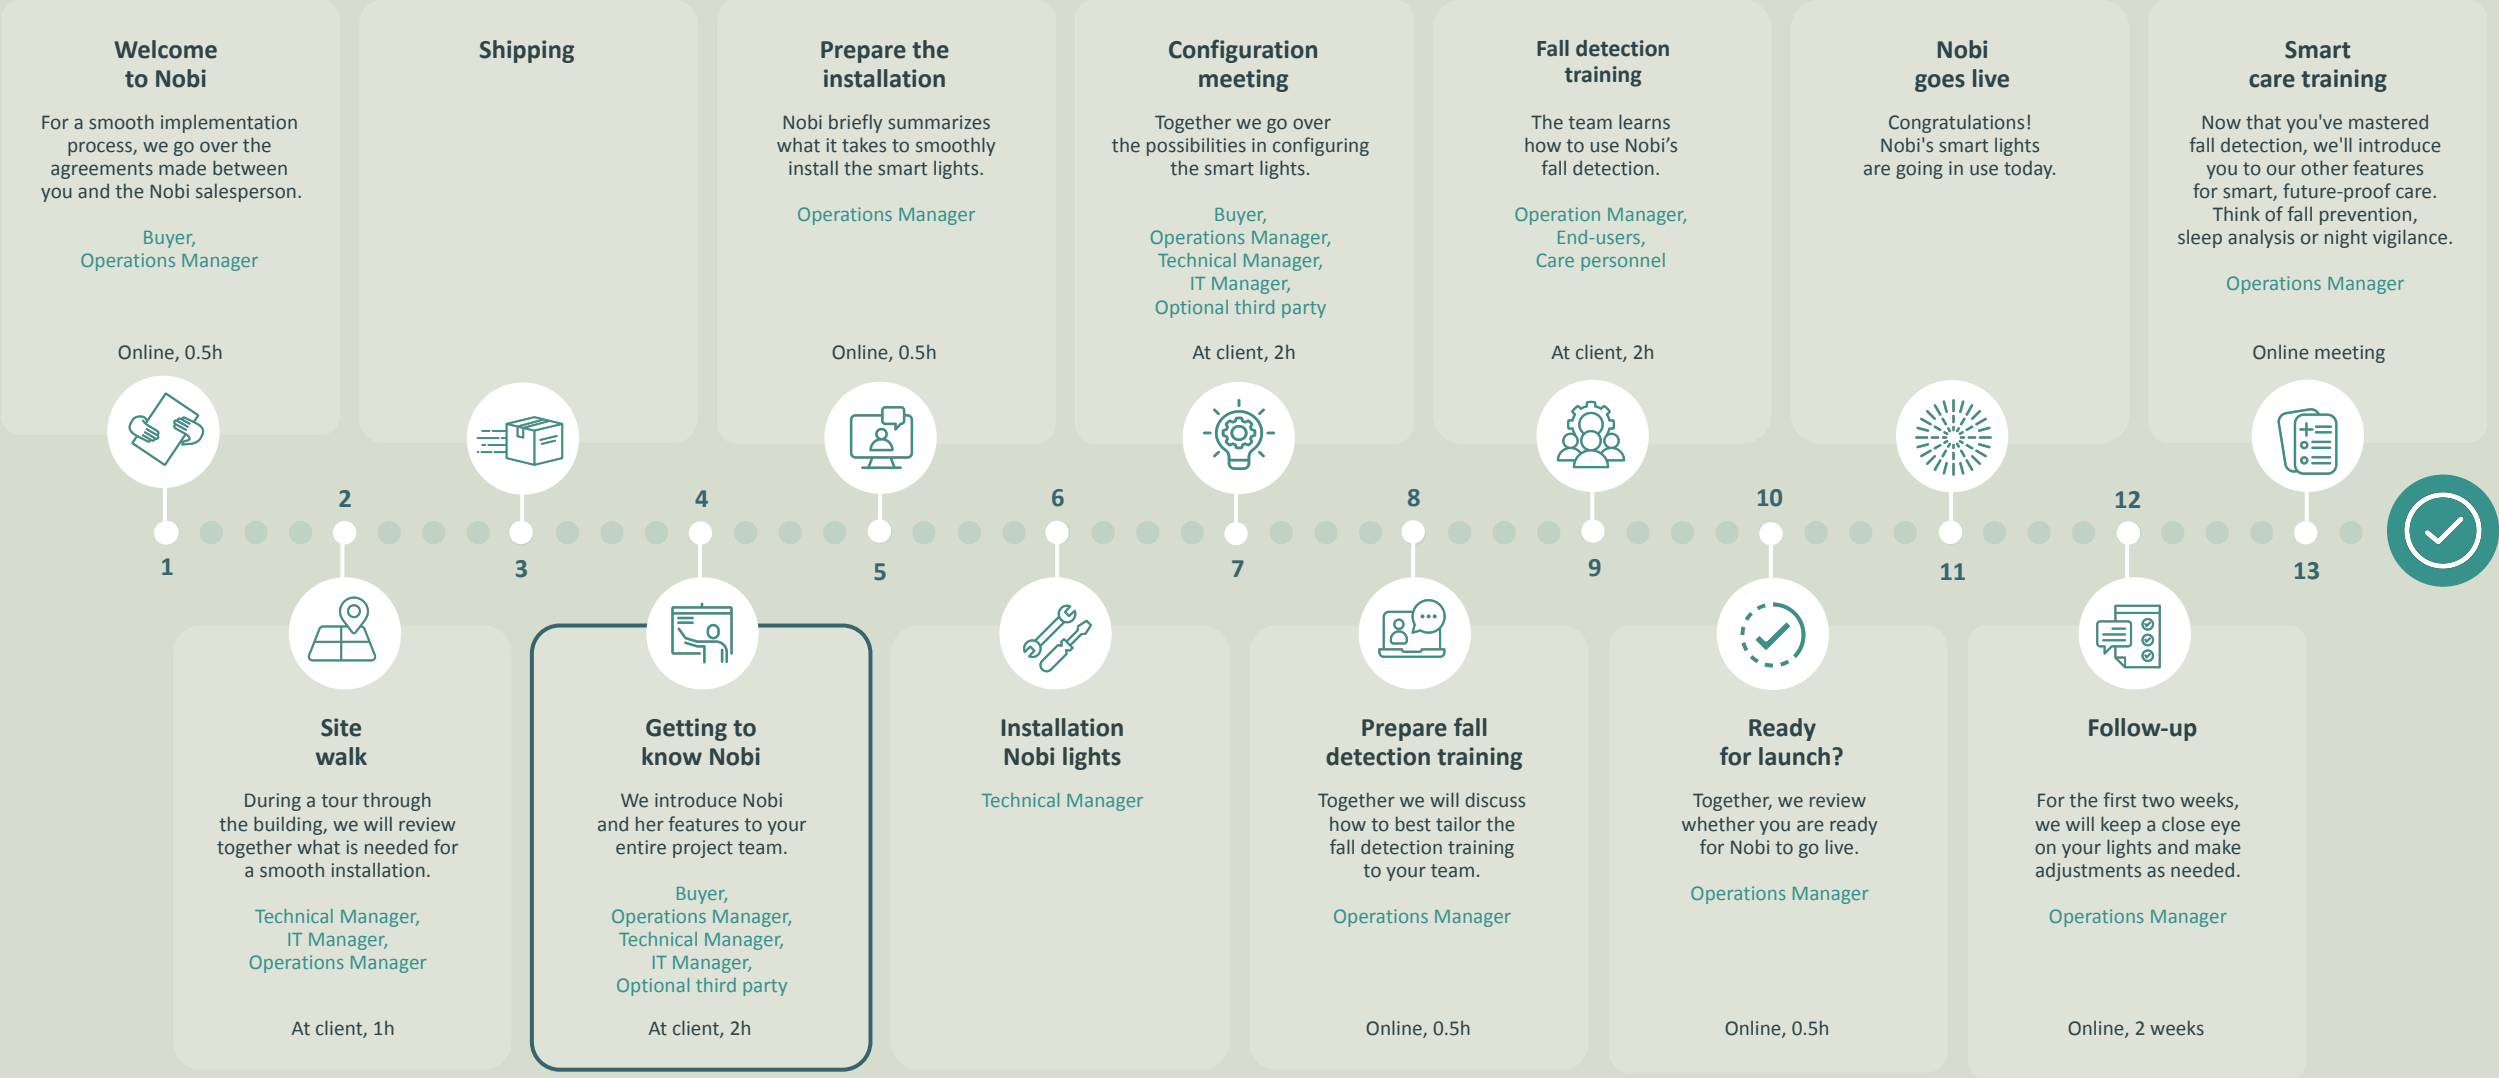 Welcome
to Nobi
For a smooth implementation
process, we go over the
agreements made between
you and the Nobi salesperson.
Buyer,
Operations Manager
Online, 0.5h
1
2
Site
walk
During a tour through
the building, we will review
together what is needed for
a smooth installation.
Technical Manager,
IT Manager,
Operations Manager
At client, 1h
Shipping
3
4
Getting to
know Nobi
We introduce Nobi
and her features to your
entire project team.
Buyer,
Operations Manager,
Technical Manager,
IT Manager,
Optional third party
At client, 2h
Prepare the
installation
Nobi briefly summarizes
what it takes to smoothly
install the smart lights.
Operations Manager
Online, 0.5h
5
6
Installation
Nobi lights
Technical Manager
Configuration
meeting
Together we go over
the possibilities in configuring
the smart lights.
Buyer,
Operations Manager,
Technical Manager,
IT Manager,
Optional third party
At client, 2h
7
8
Prepare fall
detection training
Together we will discuss
how to best tailor the
fall detection training
to your team.
Operations Manager
Online, 0.5h
Fall detection
training
The team learns
how to use Nobi’s
fall detection.
Operation Manager,
End-users,
Care personnel
At client, 2h
9
10
Ready
for launch?
Together, we review
whether you are ready
for Nobi to go live.
Operations Manager
Online, 0.5h
Nobi
goes live
Congratulations!
Nobi's smart lights
are going in use today.
11
12
Follow-up
For the first two weeks,
we will keep a close eye
on your lights and make
adjustments as needed.
Operations Manager
Online, 2 weeks
Smart
care training
Now that you've mastered
fall detection, we'll introduce
you to our other features
for smart, future-proof care.
Think of fall prevention,
sleep analysis or night vigilance.
Operations Manager
Online meeting
13